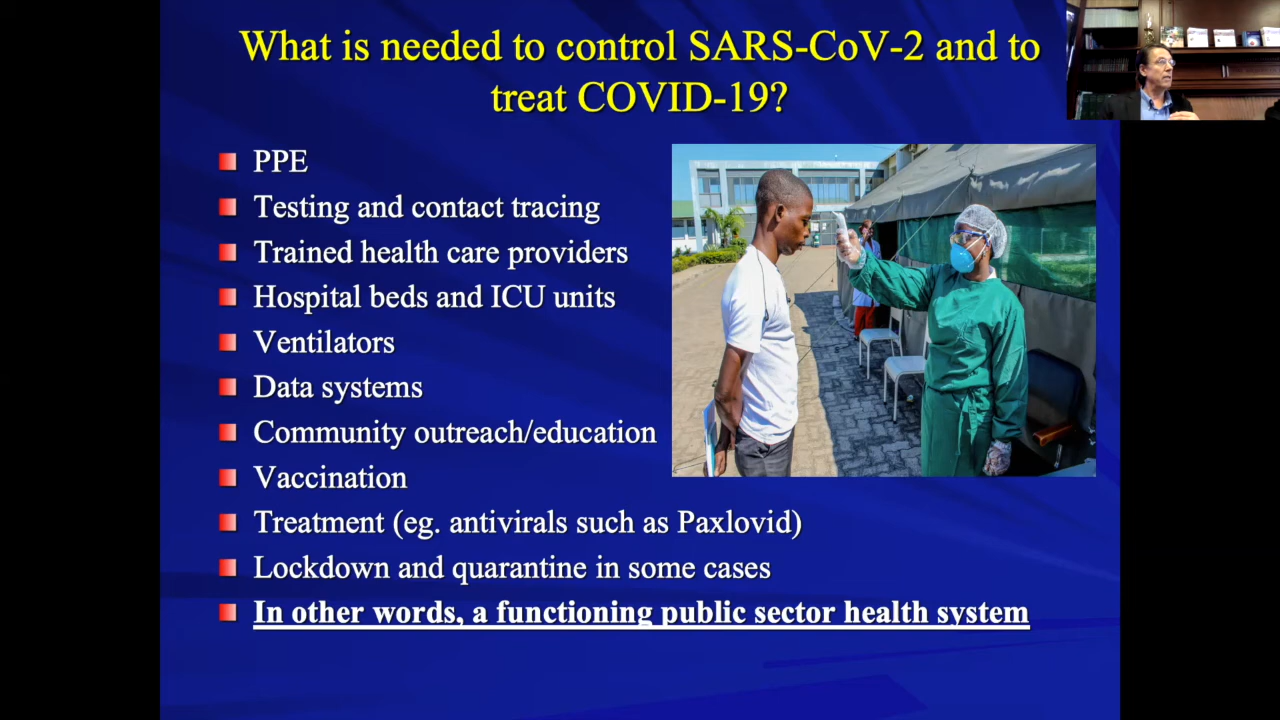 What is needed to control SARS-CoV-2 and to
treat COVID-19?
PPE
Testing and contact tracing
Trained health care providers
Hospital beds and ICU units
Ventilators
Data systems
Community outreach/education
Vaccination
Treatment (eg. antivirals such as Paxlovid)
Lockdown and quarantine in some cases
In other words, a functioning public sector health system